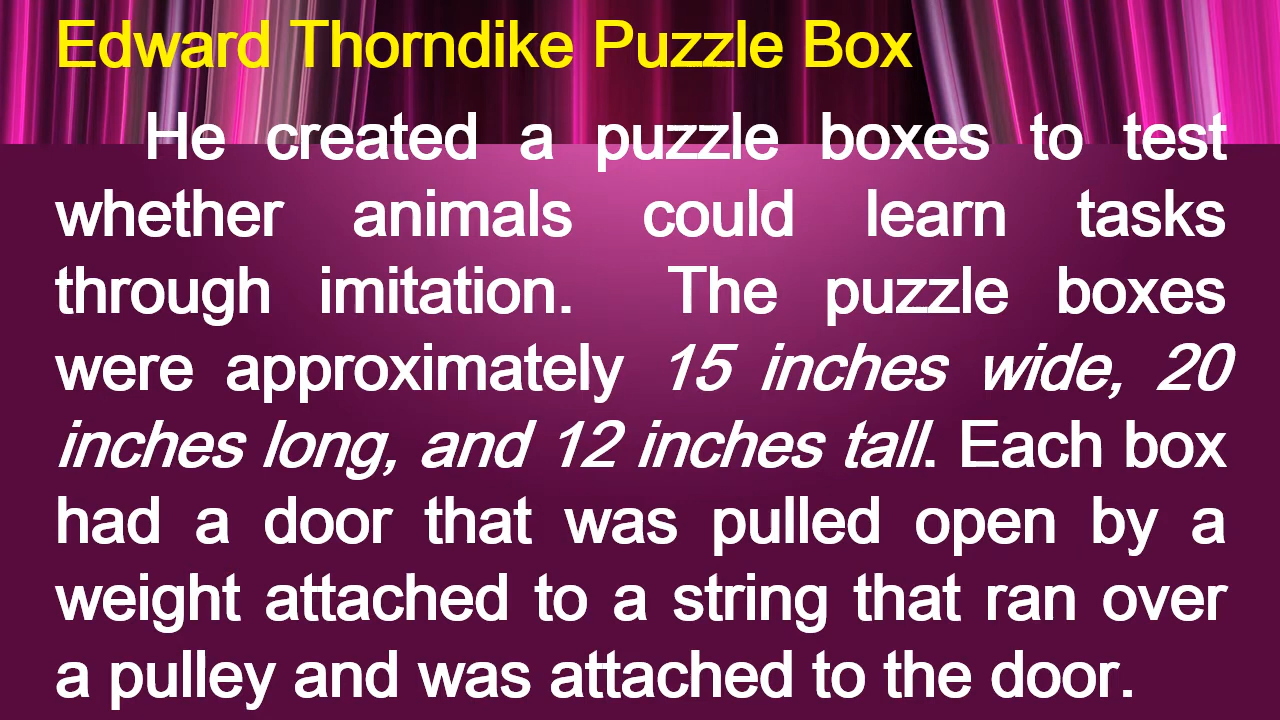 Edward Thorndike Puzzle Box
He created a puzzle boxes to test
whether animals could learn tasks
through imitation. The puzzle boxes
were approximately 15 inches wide, 20
inches long, and 12 inches tall. Each box
had a door that was pulled open by a
weight attached to a string that ran over
a pulley and was attached to the door.